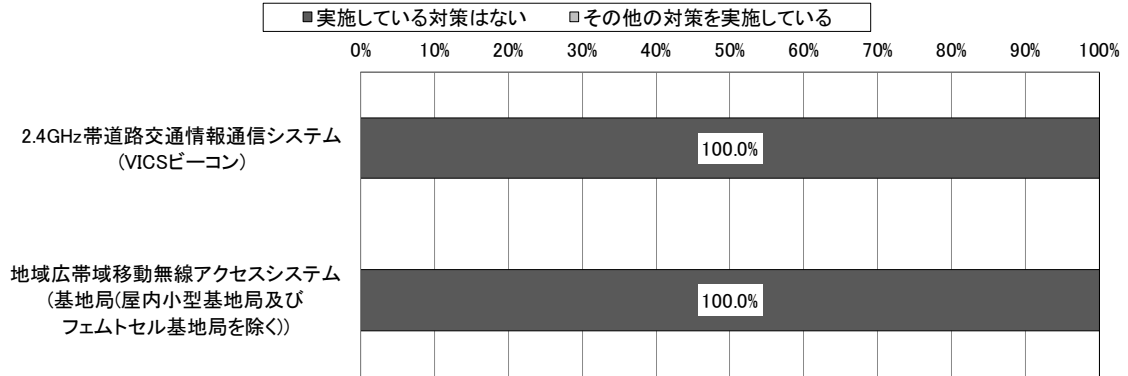 ■実施している対策はない ■その他の対策を実施している
0% 10% 20% 30% 40% 50% 60% 70% 80% 90% 100%
2.4GHz帯道路交通情報通信システム
(VICSビーコン)
100.0%
地域広帯域移動無線アクセスシステム
(基地局(屋内小型基地局及び
フェムトセル基地局を除く))
100.0%